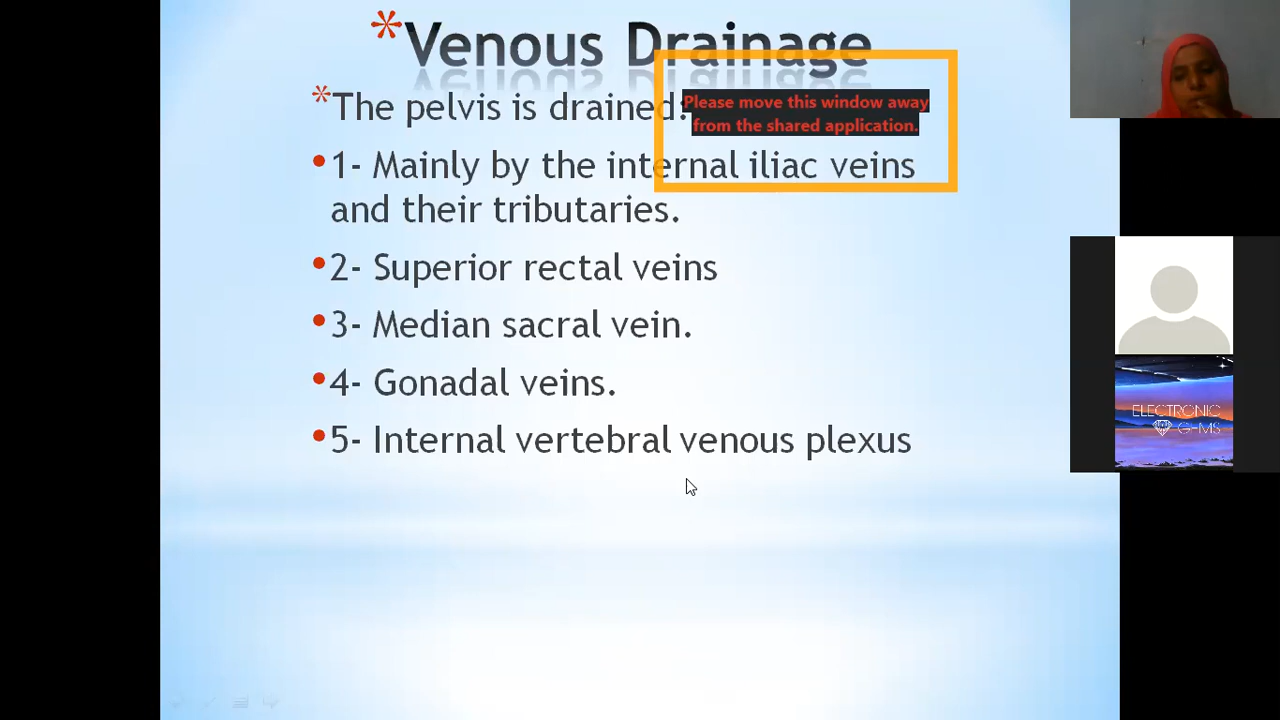 *Venous Drainage
*The pelvis is drained:
Please move this window away
from the shared application.
•1- Mainly by the internal iliac veins
and their tributaries.
•2- Superior rectal veins
•3- Median sacral vein.
•4- Gonadal veins.
•5- Internal vertebral venous plexus
ELECTRONIC
GEMS